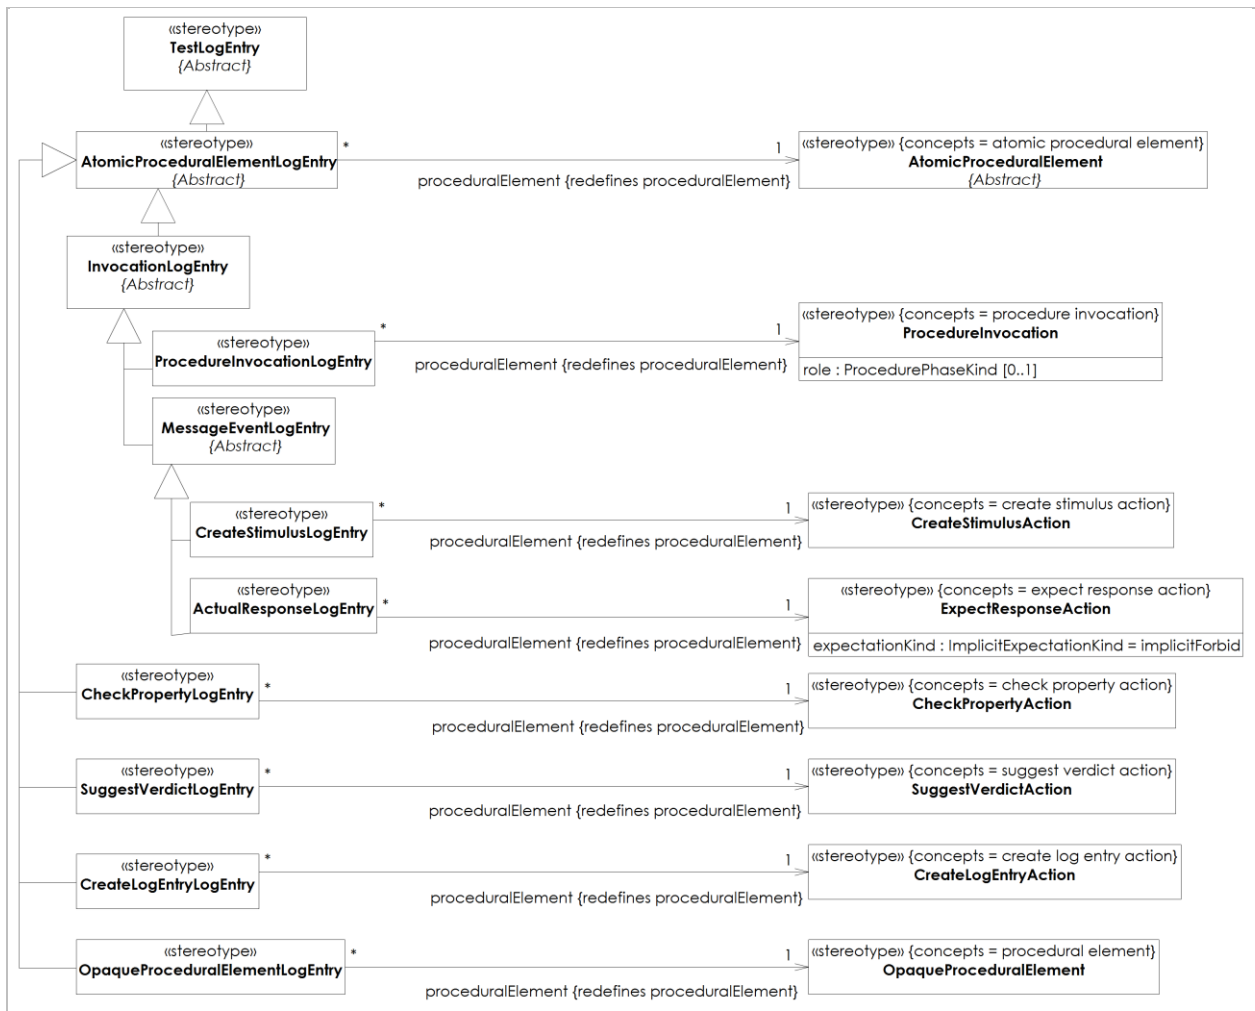 «stereotype»
TestLogEntry
{Abstract}
«stereotype»
AtomicProceduralElementLogEntry
{Abstract}
*
1
proceduralElement {redefines proceduralElement}
«stereotype» {concepts = atomic procedural element}
AtomicProceduralElement
{Abstract}
«stereotype»
InvocationLogEntry
{Abstract}
«stereotype»
ProcedureInvocationLogEntry
*
1
proceduralElement {redefines proceduralElement}
«stereotype» {concepts = procedure invocation}
ProcedureInvocation
role : ProcedurePhaseKind [0..1]
«stereotype»
MessageEventLogEntry
{Abstract}
«stereotype»
CreateStimulusLogEntry
*
1
proceduralElement {redefines proceduralElement}
«stereotype» {concepts = create stimulus action}
CreateStimulusAction
«stereotype»
ActualResponseLogEntry
*
1
proceduralElement {redefines proceduralElement}
«stereotype» {concepts = expect response action}
ExpectResponseAction
expectationKind : ImplicitExpectationKind = implicitForbid
«stereotype»
CheckPropertyLogEntry
*
1
proceduralElement {redefines proceduralElement}
«stereotype» {concepts = check property action}
CheckPropertyAction
«stereotype»
SuggestVerdictLogEntry
*
1
proceduralElement {redefines proceduralElement}
«stereotype» {concepts = suggest verdict action}
SuggestVerdictAction
«stereotype»
CreateLogEntryLogEntry
*
1
proceduralElement {redefines proceduralElement}
«stereotype» {concepts = create log entry action}
CreateLogEntryAction
«stereotype»
OpaqueProceduralElementLogEntry
*
1
proceduralElement {redefines proceduralElement}
«stereotype» {concepts = procedural element}
OpaqueProceduralElement